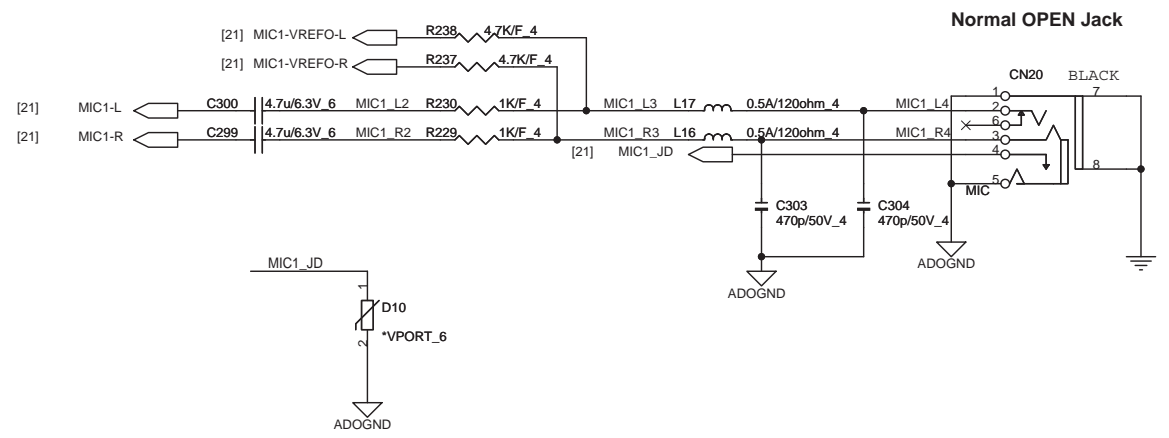 Normal OPEN Jack
[21] MIC1-VREFO-L R238 4.7K/F_4
[21] MIC1-VREFO-R R237 4.7K/F_4
CN20 BLACK
1 7
[21] MIC1-L C300 4.7u/6.3V_6 MIC1_L2 R230 1K/F_4 MIC1_L3 L17 0.5A/120ohm_4 MIC1_L4 2
6
[21] MIC1-R C299 4.7u/6.3V_6 MIC1_R2 R229 1K/F_4 MIC1_R3 L16 0.5A/120ohm_4 MIC1_R4 3
[21] MIC1_JD 4
8
5
MIC
C303 C304
470p/50V_4 470p/50V_4
ADOGND
ADOGND
MIC1_JD
1
D10
*VPORT_6
2
ADOGND